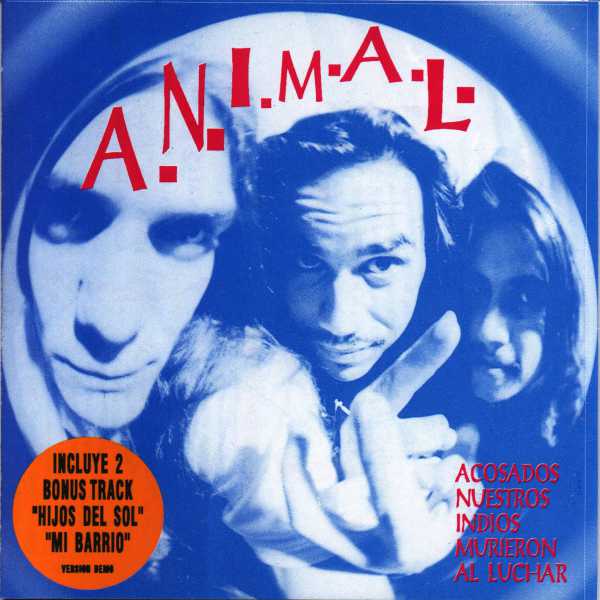 A.N.I.M.A.L.
INCLUYE 2
BONUS TRACK
"HIJOS DEL SOL"
"MI BARRIO"
VERSION DEMO
ACOSADOS
NUESTROS
INDIOS
MURIERON
AL LUCHAR